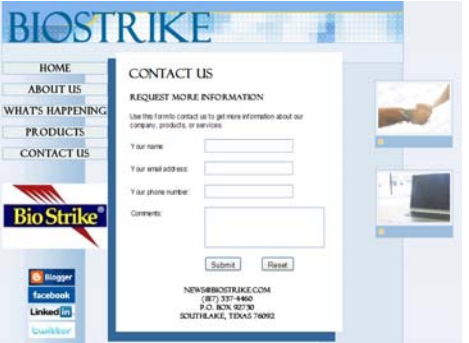 BIOSTRIKE
HOME
ABOUT US
WHAT'S HAPPENING
PRODUCTS
CONTACT US
Bio Strike®
Blogger
facebook
Linked in
twitter
CONTACT US
REQUEST MORE INFORMATION
Use this form to contact us to get more information about our
company, products, or services.
Your name:
Your email address:
Your phone number:
Comments:
Submit
Reset
NEWS@BIOSTRIKE.COM
(817) 337-4460
P.O. BOX 92730
SOUTHLAKE, TEXAS 76092